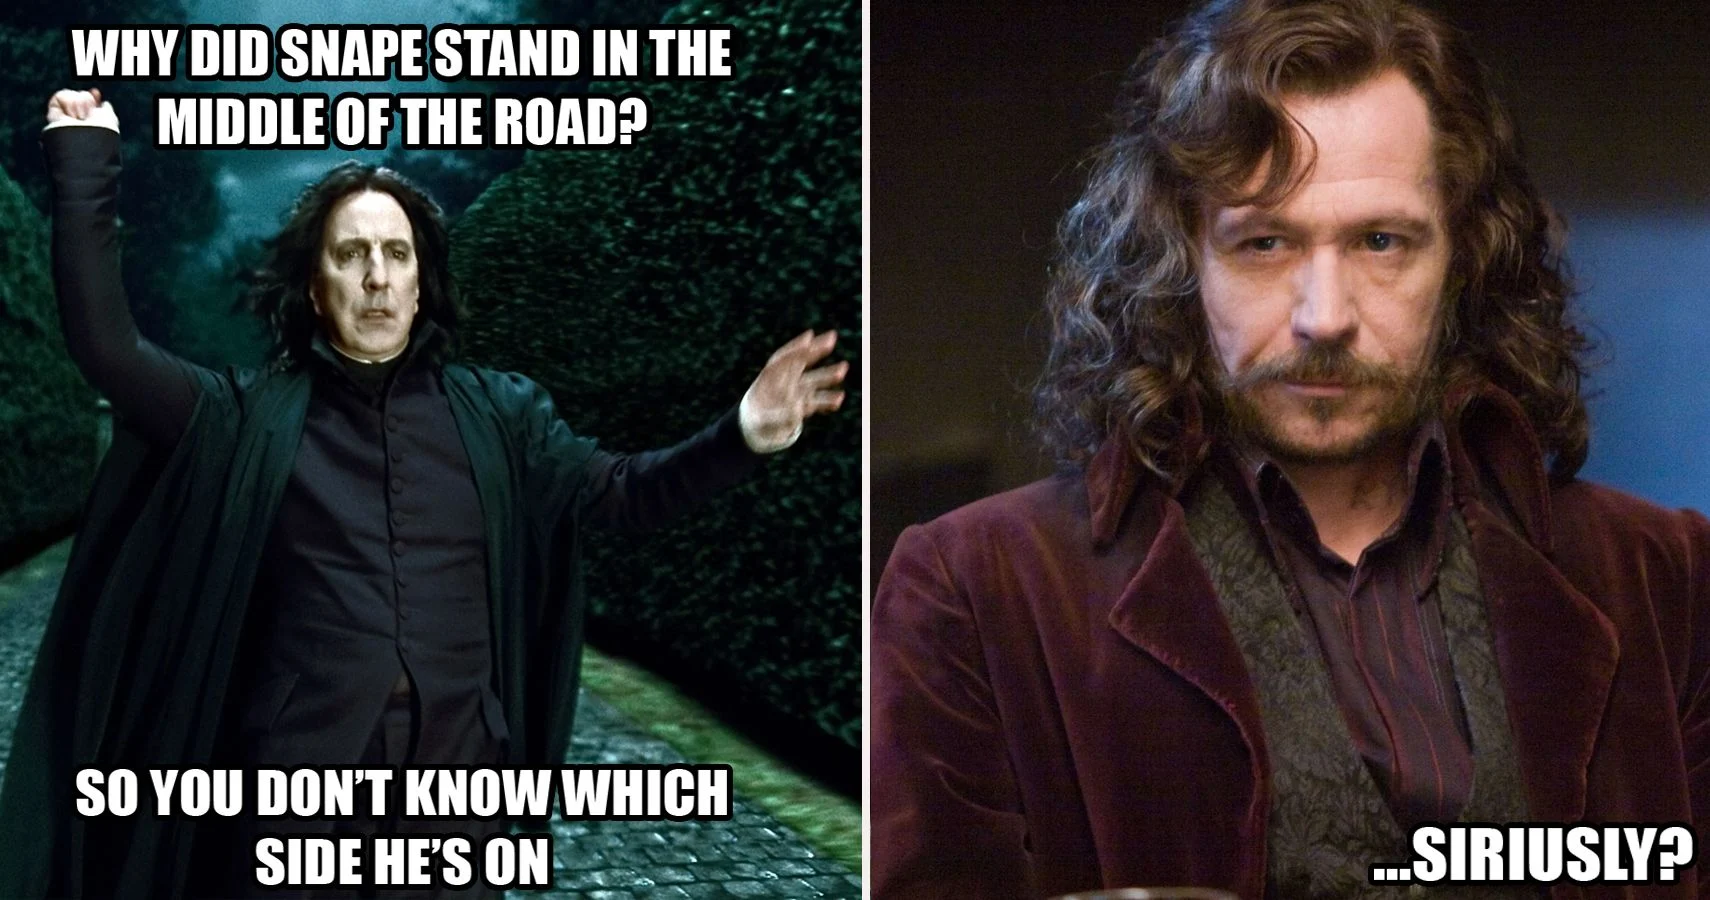 WHY DID SNAPE STAND IN THE
MIDDLE OF THE ROAD?
SO YOU DON'T KNOW WHICH
SIDE HE'S ON
...SIRIUSLY?